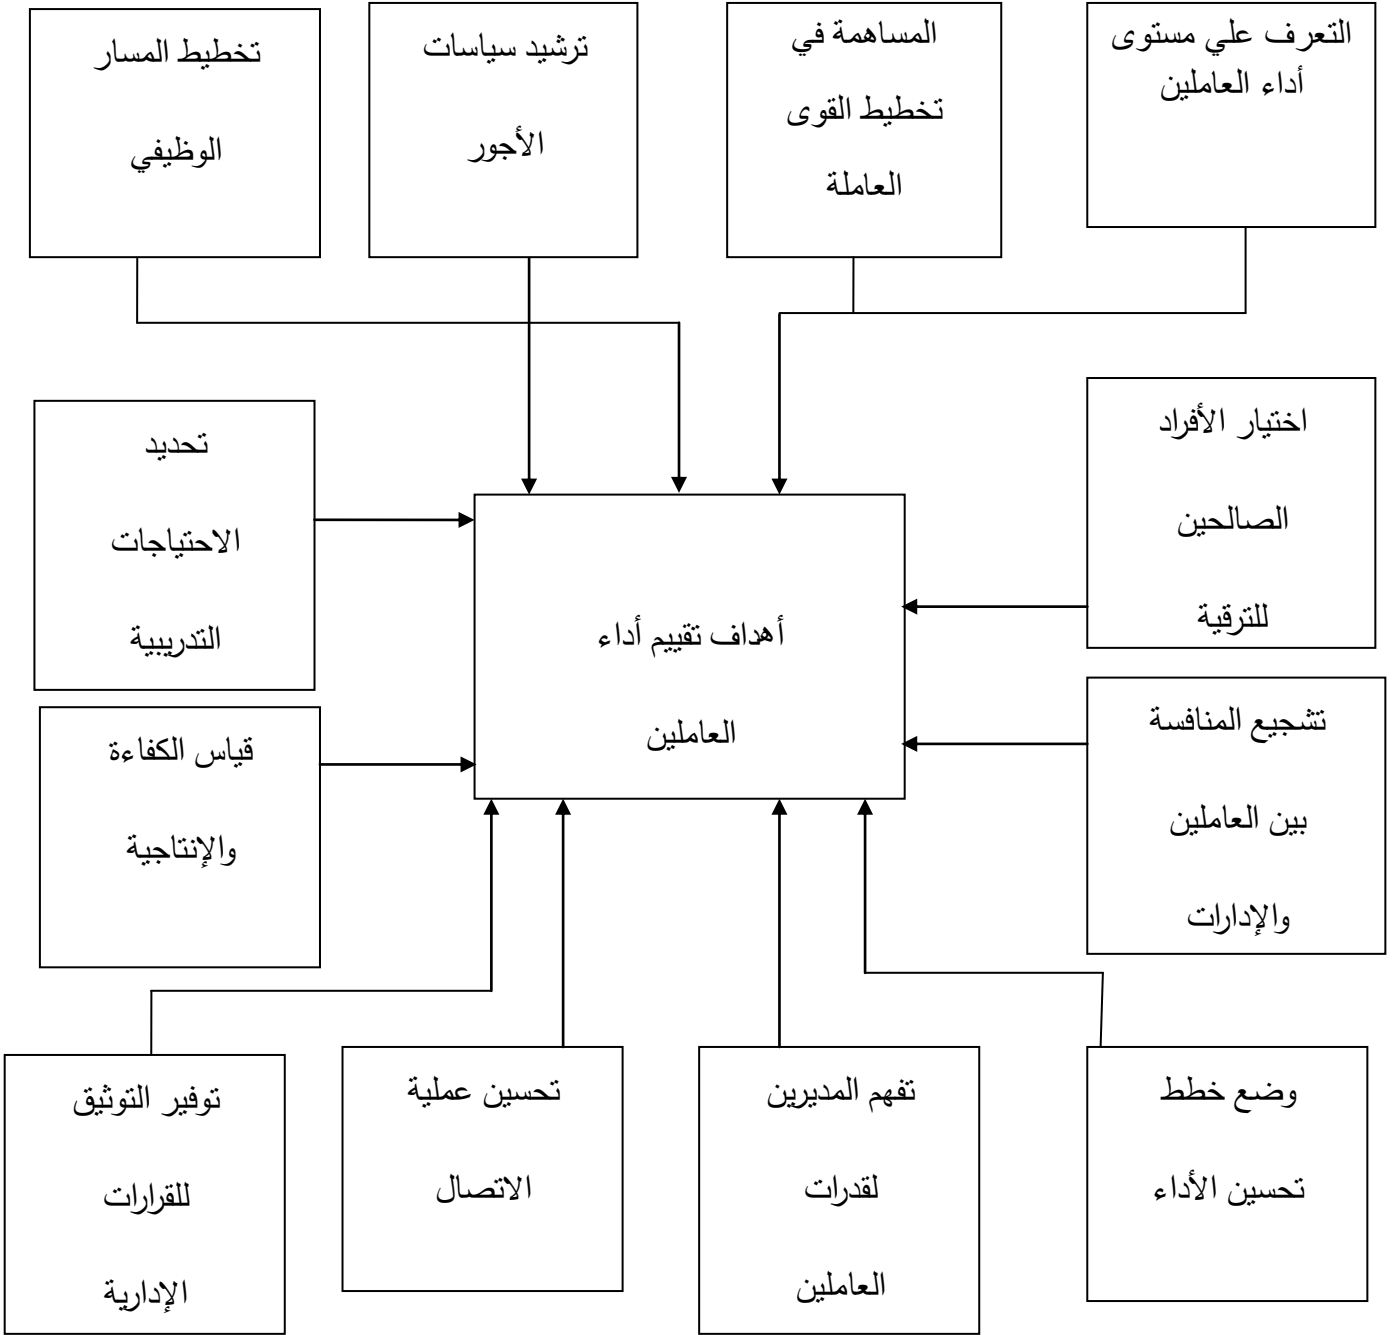 التعرف علي مستوى
أداء العاملين
المساهمة في
تخطيط القوى
العاملة
ترشيد سياسات
الأجور
تخطيط المسار
الوظيفي
اختيار الأفراد
الصالحين
للترقية
تحديد
الاحتياجات
التدريبية
أهداف تقييم أداء
العاملين
تشجيع المنافسة
بين العاملين
والإدارات
قياس الكفاءة
والإنتاجية
وضع خطط
تحسين الأداء
تفهم المديرين
لقدرات
العاملين
تحسين عملية
الاتصال
توفير التوثيق
للقرارات
الإدارية